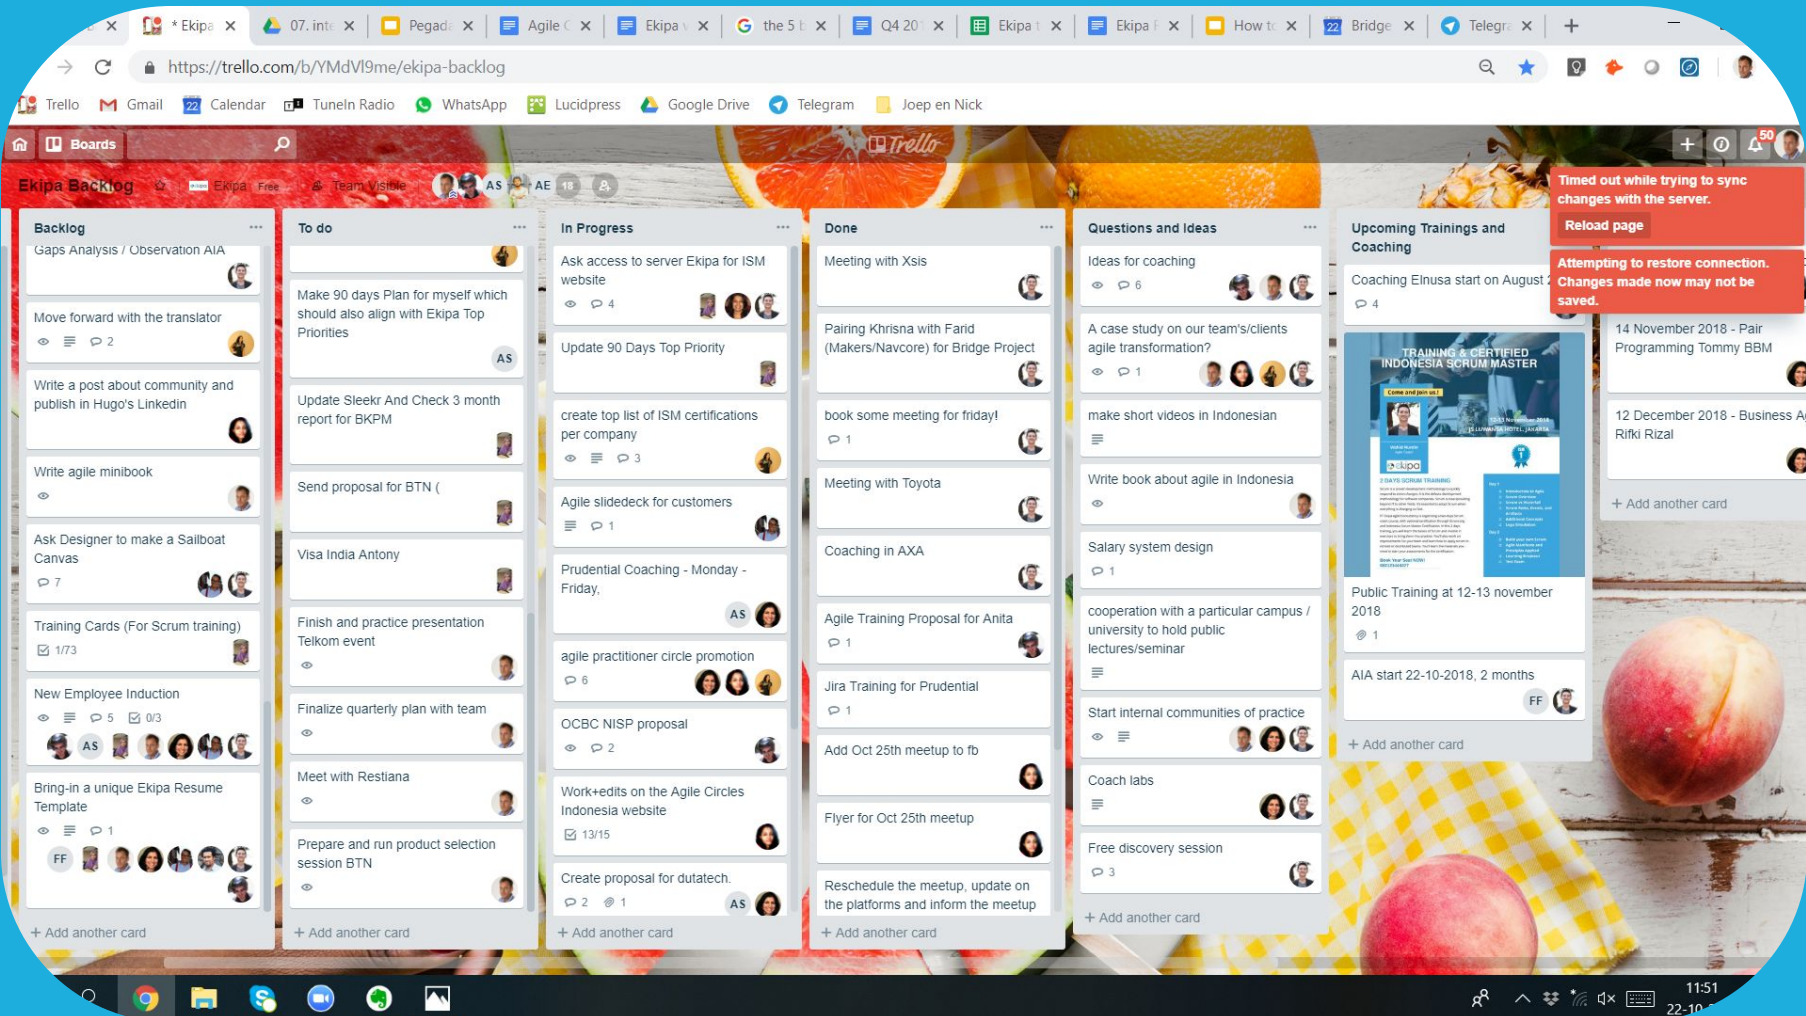 * Ekipa
07. inte
Pegada
Agile C
Ekipa v
the 5 b
Q4 201
Ekipa t
Ekipa F
How to
Bridge
Telegra
https://trello.com/b/YMdVl9me/ekipa-backlog
Trello
Gmail
22 Calendar
TuneIn Radio
WhatsApp
Lucidpress
Google Drive
Telegram
Joep en Nick
Boards
Trello
50
Ekipa Backlog
Ekipa Free
Team Visible
AS
AE
18
Timed out while trying to sync
changes with the server.
Reload page
Attempting to restore connection.
Changes made now may not be
saved.
Backlog
Gaps Analysis / Observation AIA
Move forward with the translator
2
Write a post about community and
publish in Hugo's Linkedin
Write agile minibook
Ask Designer to make a Sailboat
Canvas
7
Training Cards (For Scrum training)
1/73
New Employee Induction
5 0/3
AS
Bring-in a unique Ekipa Resume
Template
1
FF
+ Add another card
To do
Make 90 days Plan for myself which
should also align with Ekipa Top
Priorities
AS
Update Sleekr And Check 3 month
report for BKPM
Send proposal for BTN (
Visa India Antony
Finish and practice presentation
Telkom event
Finalize quarterly plan with team
Meet with Restiana
Prepare and run product selection
session BTN
+ Add another card
In Progress
Ask access to server Ekipa for ISM
website
4
Update 90 Days Top Priority
create top list of ISM certifications
per company
3
Agile slidedeck for customers
1
Prudential Coaching - Monday -
Friday,
AS
agile practitioner circle promotion
6
OCBC NISP proposal
2
Work+edits on the Agile Circles
Indonesia website
13/15
Create proposal for dutatech.
2 1
AS
+ Add another card
Done
Meeting with Xsis
Pairing Khrisna with Farid
(Makers/Navcore) for Bridge Project
book some meeting for friday!
1
Meeting with Toyota
Coaching in AXA
Agile Training Proposal for Anita
1
Jira Training for Prudential
1
Add Oct 25th meetup to fb
Flyer for Oct 25th meetup
Reschedule the meetup, update on
the platforms and inform the meetup
+ Add another card
Questions and Ideas
Ideas for coaching
6
A case study on our team's/clients
agile transformation?
1
make short videos in Indonesian
Write book about agile in Indonesia
Salary system design
1
cooperation with a particular campus /
university to hold public
lectures/seminar
Start internal communities of practice
Coach labs
Free discovery session
3
+ Add another card
Upcoming Trainings and
Coaching
Coaching Elnusa start on August 2
4
TRAINING & CERTIFIED
INDONESIA SCRUM MASTER
Come and join us!
ekipa
2 DAYS SCRUM TRAINING
Public Training at 12-13 november
2018
1
AIA start 22-10-2018, 2 months
FF
+ Add another card
14 November 2018 - Pair
Programming Tommy BBM
12 December 2018 - Business A
Rifki Rizal
+ Add another card
11:51
22-10-